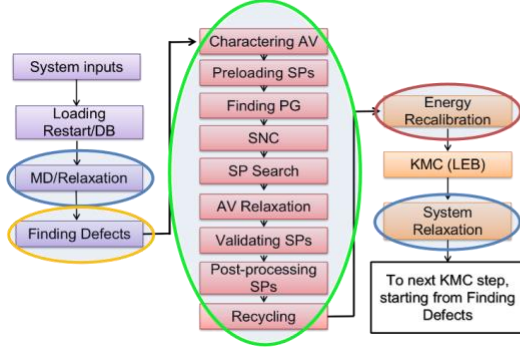 System inputs
Loading
Restart/DB
MD/Relaxation
Finding Defects
Charactering AV
Preloading SPs
Finding PG
SNC
SP Search
AV Relaxation
Validating SPs
Post-processing
SPs
Recycling
Energy
Recalibration
KMC (LEB)
System
Relaxation
To next KMC step,
starting from Finding
Defects